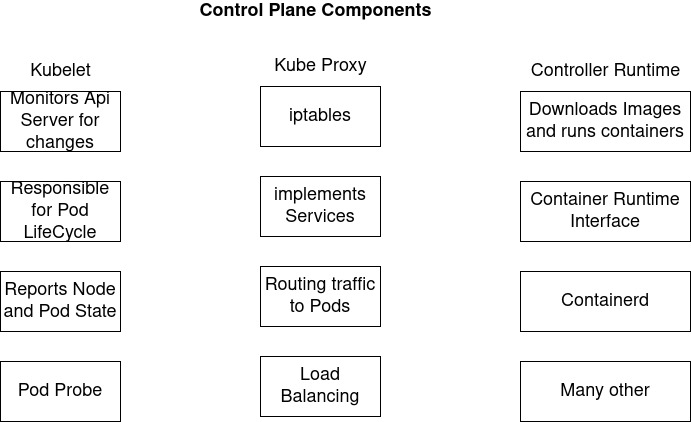 Control Plane Components
Kubelet
Monitors Api
Server for
changes
Responsible
for Pod
LifeCycle
Reports Node
and Pod State
Pod Probe
Kube Proxy
iptables
implements
Services
Routing traffic
to Pods
Load
Balancing
Controller Runtime
Downloads Images
and runs containers
Container Runtime
Interface
Containerd
Many other